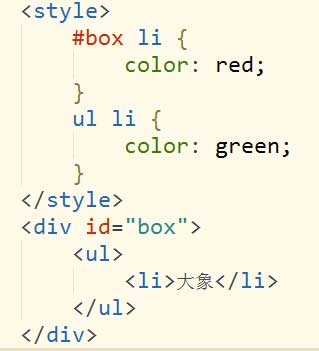 <style>
    #box li {
        color: red;
    }
    ul li {
        color: green;
    }
</style>
<div id="box">
    <ul>
        <li>大象</li>
    </ul>
</div>